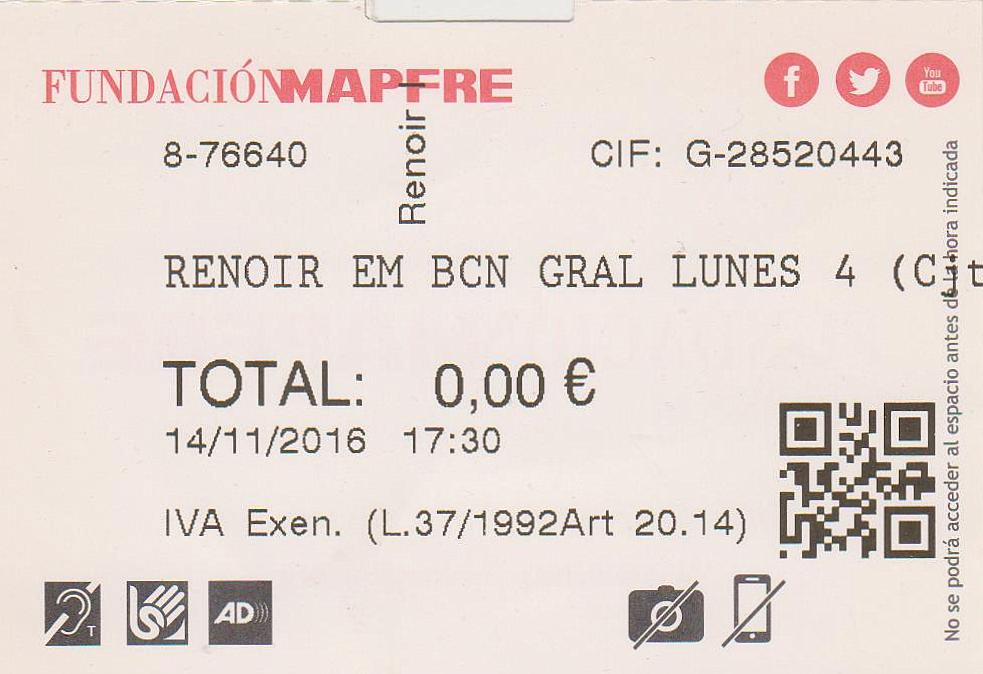 FUNDACIÓNMAPFRE
f
You
Tube
8-76640
Renoir
CIF: G-28520443
RENOIR EM BCN GRAL LUNES 4 (Cit
TOTAL: 0,00 €
14/11/2016 17:30
IVA Exen. (L.37/1992Art 20.14)
T
AD
No se podrá acceder al espacio antes de la hora indicada